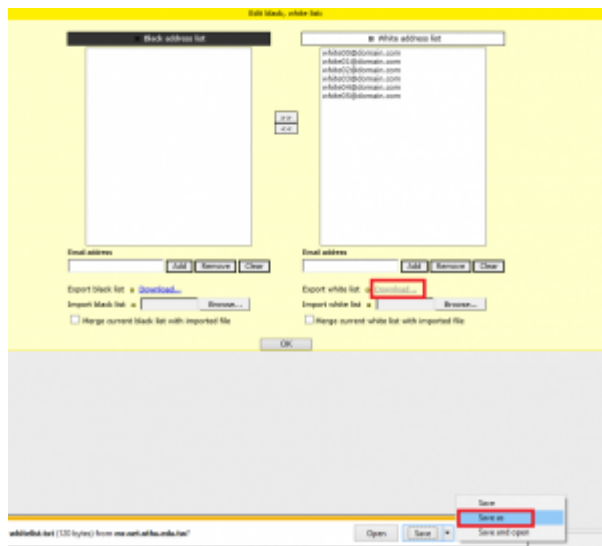 Edit black, white lists
Black address list
White address list
white00@domain.com
white01@domain.com
white02@domain.com
white03@domain.com
white04@domain.com
white05@domain.com
>>
<<
Email address
Add Remove Clear
Email address
Add Remove Clear
Export black list Download...
Import black list Browse...
Merge current black list with imported file
Export white list Download...
Import white list Browse...
Merge current white list with imported file
OK
Save
Save as
Save and open
whitelist.txt (120 bytes) from
Open Save